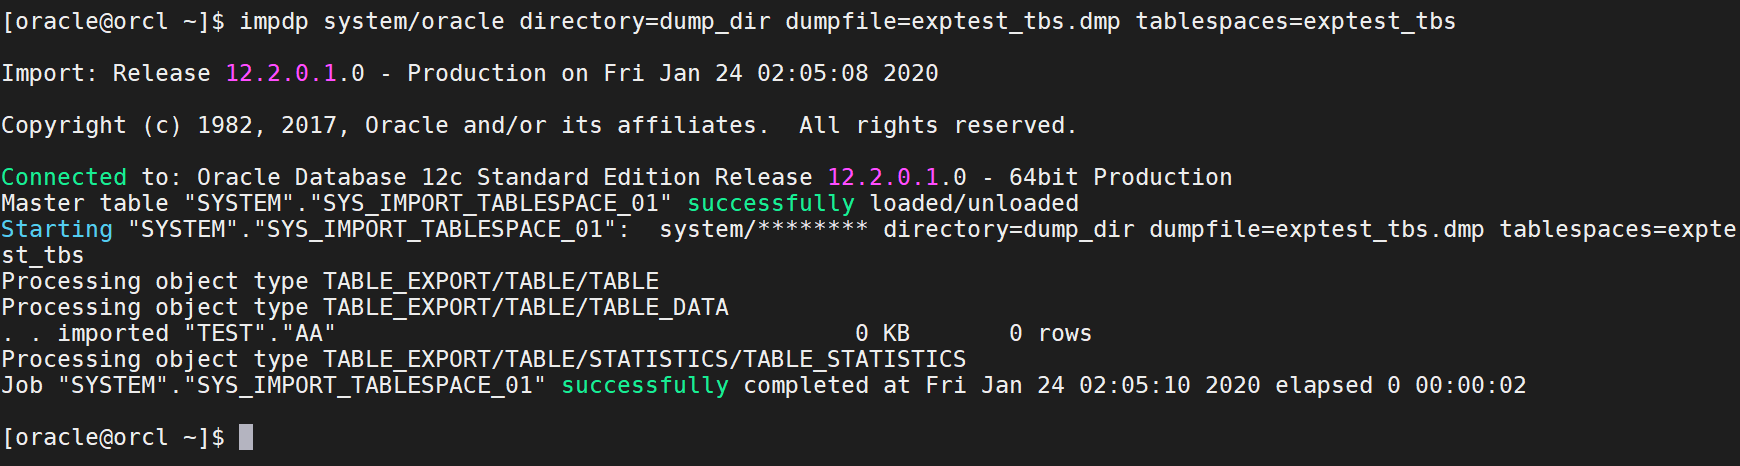 [oracle@orcl ~]$ impdp system/oracle directory=dump_dir dumpfile=exptest_tbs.dmp tablespaces=exptest_tbs
Import: Release 12.2.0.1.0 - Production on Fri Jan 24 02:05:08 2020
Copyright (c) 1982, 2017, Oracle and/or its affiliates.  All rights reserved.
Connected to: Oracle Database 12c Standard Edition Release 12.2.0.1.0 - 64bit Production
Master table "SYSTEM"."SYS_IMPORT_TABLESPACE_01" successfully loaded/unloaded
Starting "SYSTEM"."SYS_IMPORT_TABLESPACE_01":  system/******** directory=dump_dir dumpfile=exptest_tbs.dmp tablespaces=expte
st_tbs
Processing object type TABLE_EXPORT/TABLE/TABLE
Processing object type TABLE_EXPORT/TABLE/TABLE_DATA
. . imported "TEST"."AA"                                     0 KB       0 rows
Processing object type TABLE_EXPORT/TABLE/STATISTICS/TABLE_STATISTICS
Job "SYSTEM"."SYS_IMPORT_TABLESPACE_01" successfully completed at Fri Jan 24 02:05:10 2020 elapsed 0 00:00:02
[oracle@orcl ~]$